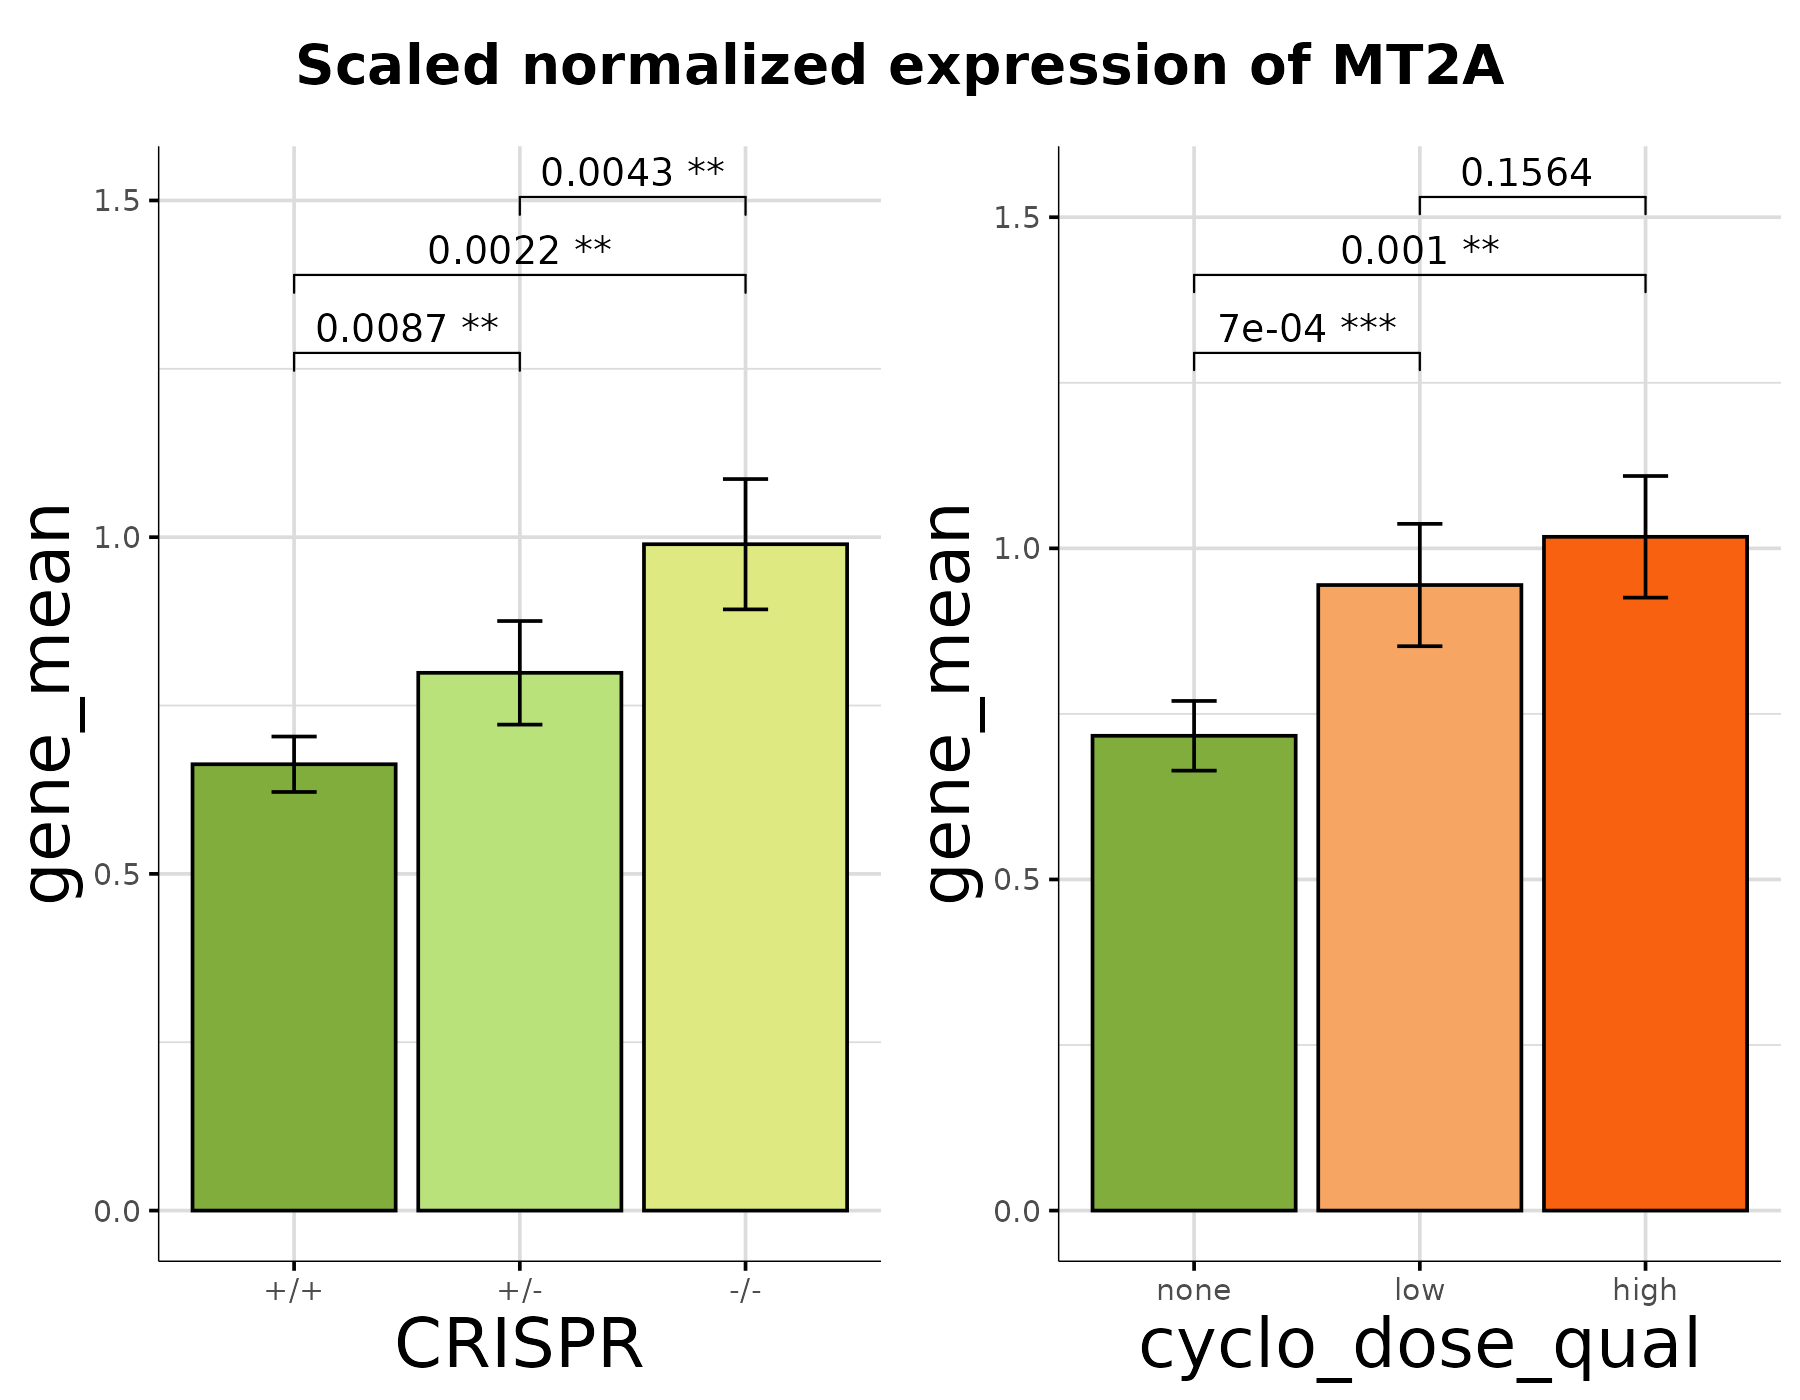 Scaled normalized expression of MT2A
gene_mean
1.5
1.0
0.5
0.0
0.0043 **
0.0022 **
0.0087 **
+/+
+/-
-/-
CRISPR
gene_mean
1.5
1.0
0.5
0.0
0.1564
0.001 **
7e-04 ***
none
low
high
cyclo_dose_qual